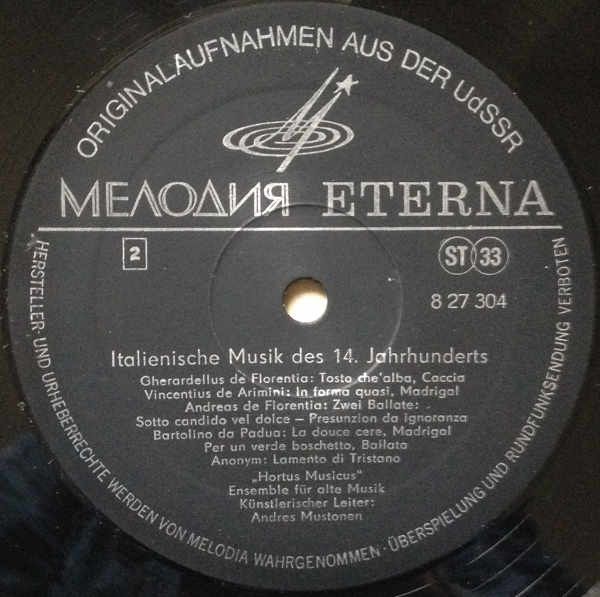 ORIGINALAUFNAHMEN AUS DER UdSSR
МЕЛОДИЯ ETERNA
2
ST 33
8 27 304
Italienische Musik des 14. Jahrhunderts
Gherardellus de Florentia: Tosto che'alba, Caccia
Vincentius de Arimini: In forma quasi, Madrigal
Andreas de Florentia: Zwei Ballate:
Sotto candido vel dolce – Presunzion da ignoranza
Bartolino da Padua: La douce cere, Madrigal
Per un verde boschetto, Ballata
Anonym: Lamento di Tristano
„Hortus Musicus"
Ensemble für alte Musik
Künstlerischer Leiter:
Andres Mustonen
HERSTELLER- UND URHEBERRECHTE WERDEN VON MELODIA WAHRGENOMMEN · ÜBERSPIELUNG UND RUNDFUNKSENDUNG VERBOTEN